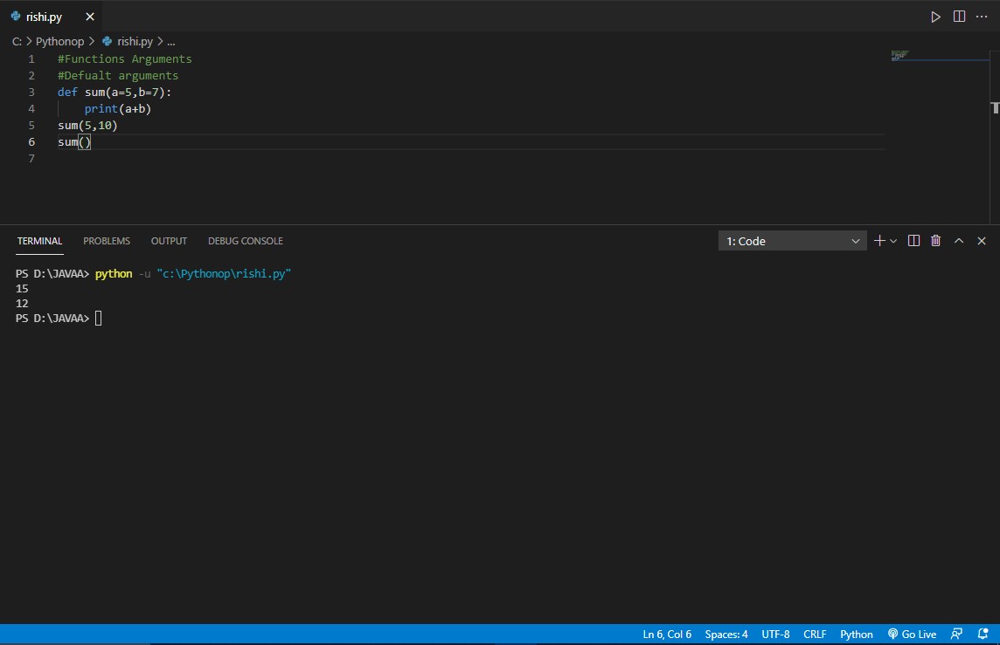 rishi.py
C: > Pythonop > rishi.py > ...
1 #Functions Arguments
2 #Defualt arguments
3 def sum(a=5,b=7):
4     print(a+b)
5 sum(5,10)
6 sum()
7
TERMINAL PROBLEMS OUTPUT DEBUG CONSOLE 1: Code
PS D:\JAVAA> python -u "c:\Pythonop\rishi.py"
15
12
PS D:\JAVAA>
Ln 6, Col 6 Spaces: 4 UTF-8 CRLF Python Go Live